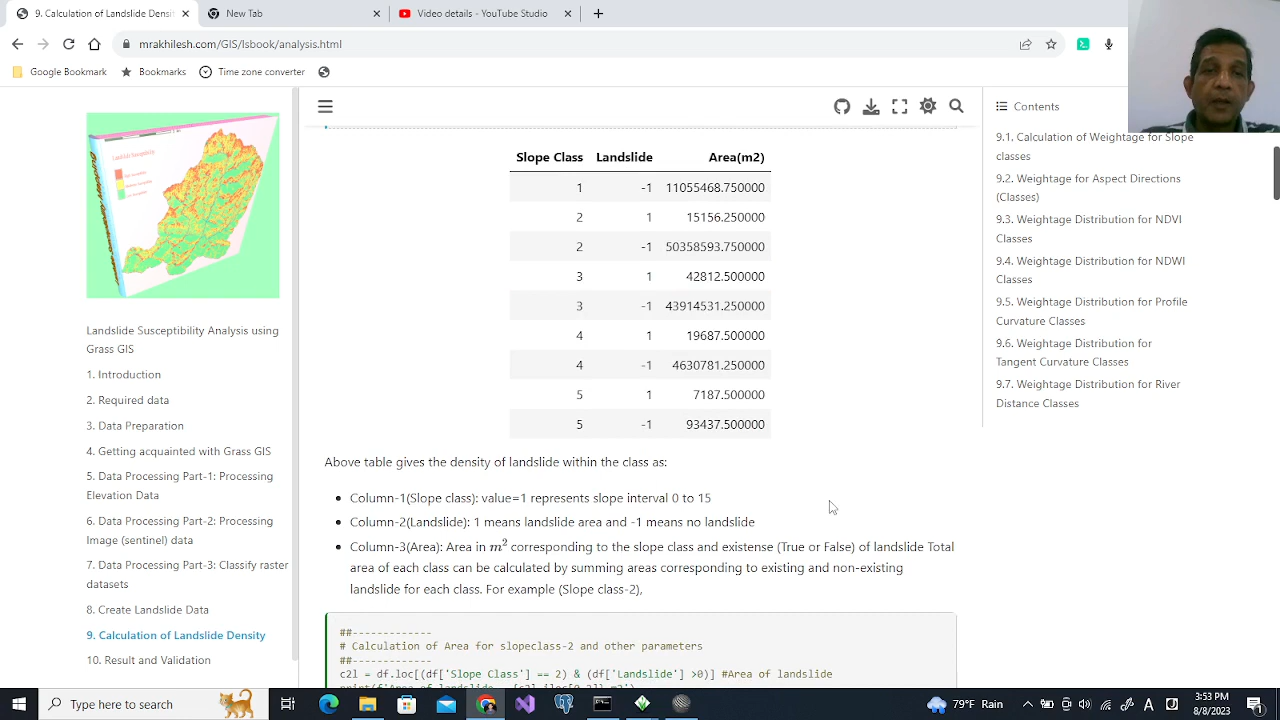 9. Calculation of Landslide Densi
New Tab
Video details - YouTube Studio
mrakhilesh.com/GIS/lsbook/analysis.html
Google Bookmark
Bookmarks
Time zone converter
Landslide Susceptibility
Landslide Susceptibility Analysis using
Grass GIS
1. Introduction
2. Required data
3. Data Preparation
4. Getting acquainted with Grass GIS
5. Data Processing Part-1: Processing
Elevation Data
6. Data Processing Part-2: Processing
Image (sentinel) data
7. Data Processing Part-3: Classify raster
datasets
8. Create Landslide Data
9. Calculation of Landslide Density
10. Result and Validation
Slope Class Landslide Area(m2)
1 -1 11055468.750000
2 1 15156.250000
2 -1 50358593.750000
3 1 42812.500000
3 -1 43914531.250000
4 1 19687.500000
4 -1 4630781.250000
5 1 7187.500000
5 -1 93437.500000
Above table gives the density of landslide within the class as:
• Column-1(Slope class): value=1 represents slope interval 0 to 15
• Column-2(Landslide): 1 means landslide area and -1 means no landslide
• Column-3(Area): Area in m² corresponding to the slope class and existense (True or False) of landslide Total
area of each class can be calculated by summing areas corresponding to existing and non-existing
landslide for each class. For example (Slope class-2),
##-------------
# Calculation of Area for slopeclass-2 and other parameters
##-------------
c2l = df.loc[(df['Slope Class'] == 2) & (df['Landslide'] >0)] #Area of landslide
Contents
9.1. Calculation of Weightage for Slope
classes
9.2. Weightage for Aspect Directions
(Classes)
9.3. Weightage Distribution for NDVI
Classes
9.4. Weightage Distribution for NDWI
Classes
9.5. Weightage Distribution for Profile
Curvature Classes
9.6. Weightage Distribution for
Tangent Curvature Classes
9.7. Weightage Distribution for River
Distance Classes
Type here to search
79°F Rain
3:53 PM
8/8/2023
1